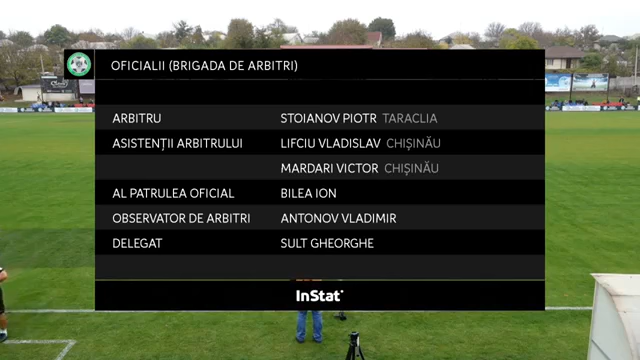 OFICIALII (BRIGADA DE ARBITRI)
ARBITRU STOIANOV PIOTR TARACLIA
ASISTENȚII ARBITRULUI LIFCIU VLADISLAV CHIȘINĂU
MARDARI VICTOR CHIȘINĂU
AL PATRULEA OFICIAL BILEA ION
OBSERVATOR DE ARBITRI ANTONOV VLADIMIR
DELEGAT SULT GHEORGHE
InStat